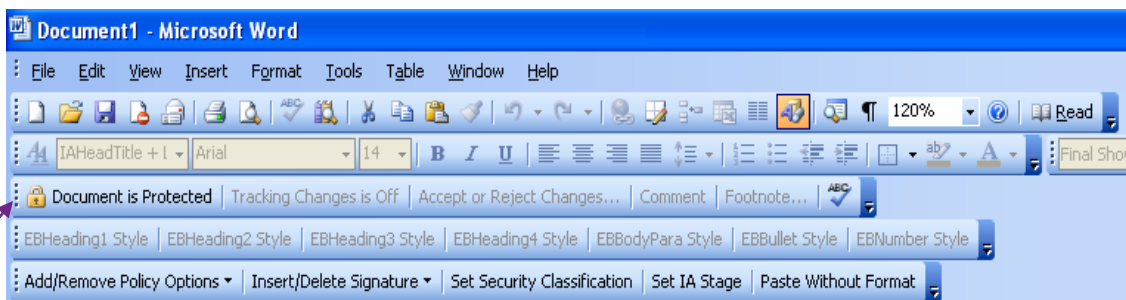 Document1 - Microsoft Word
File Edit View Insert Format Tools Table Window Help
ABC 120% Read
IAHeadTitle + L Arial 14 B I U ab A Final Sho
Document is Protected Tracking Changes is Off Accept or Reject Changes... Comment Footnote... ABC
EBHeading1 Style EBHeading2 Style EBHeading3 Style EBHeading4 Style EBBodyPara Style EBBullet Style EBNumber Style
Add/Remove Policy Options Insert/Delete Signature Set Security Classification Set IA Stage Paste Without Format